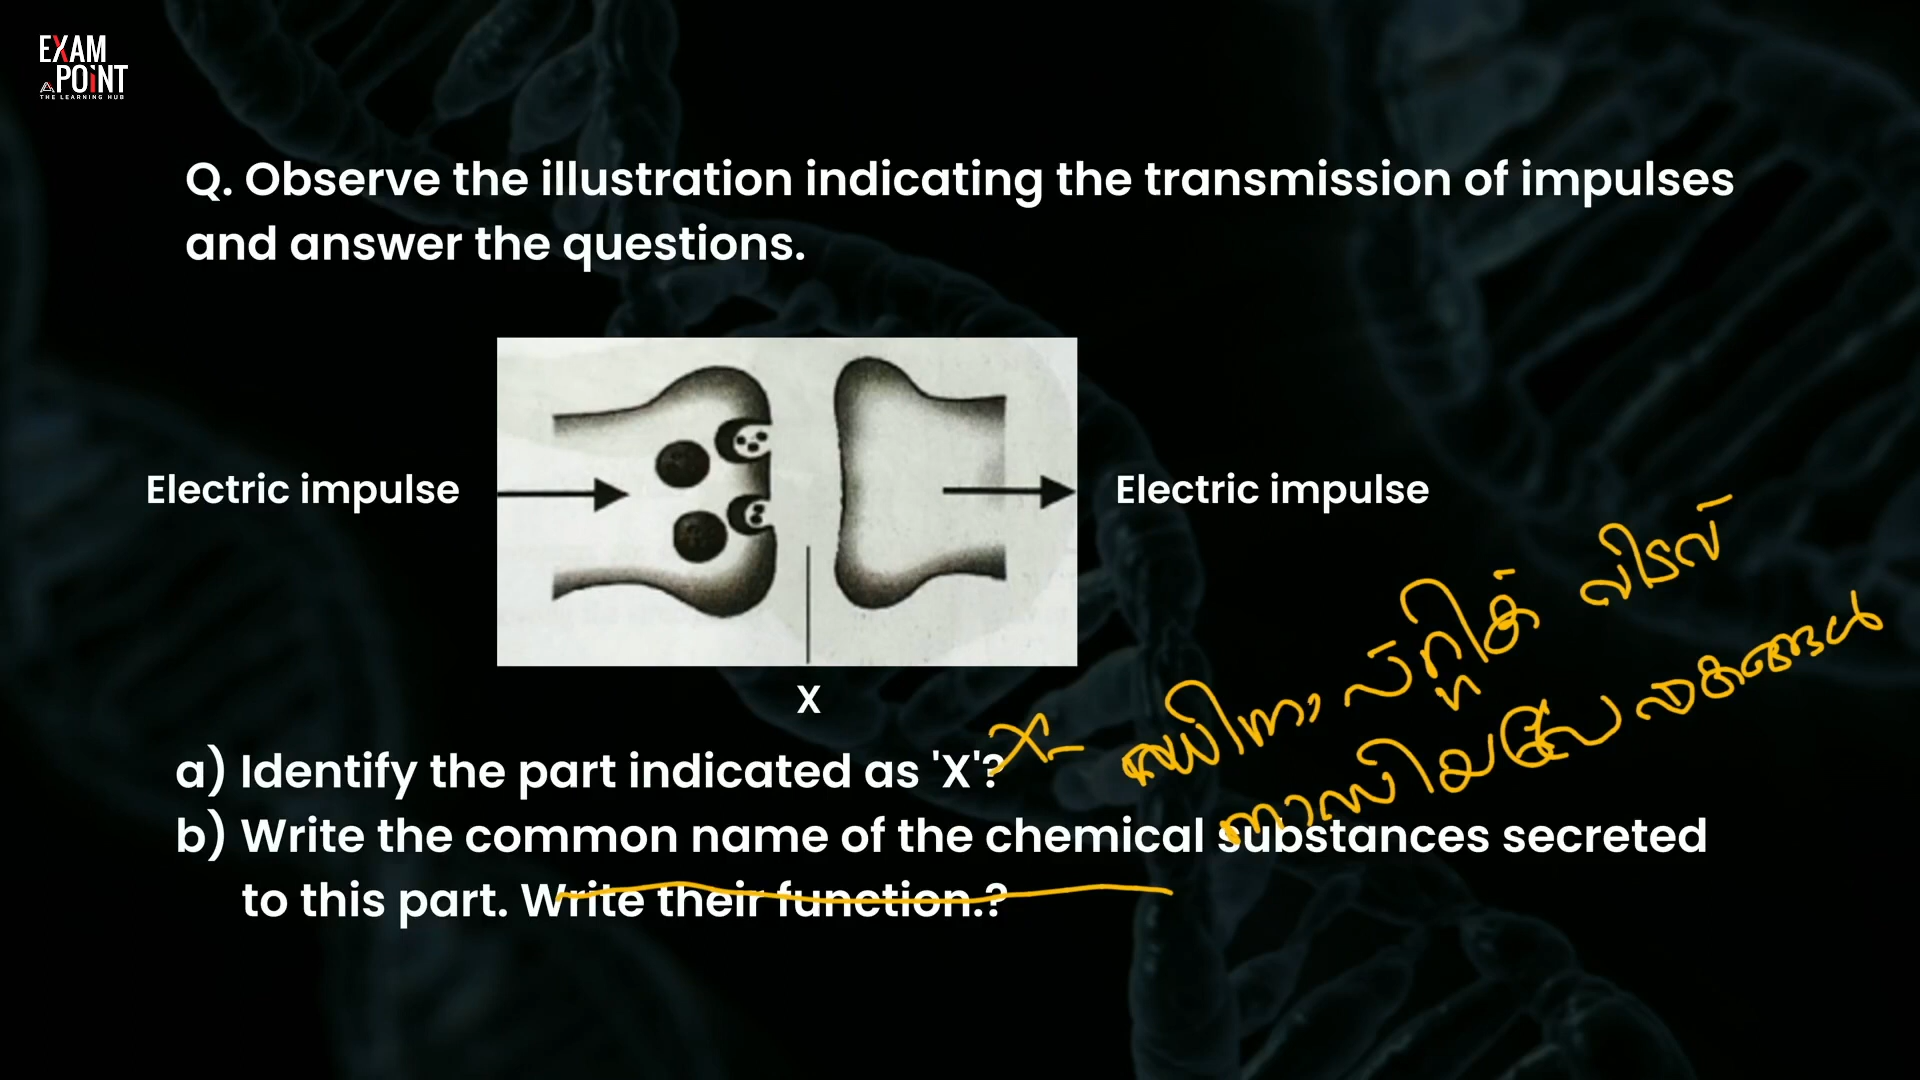 EXAM
POINT
THE LEARNING HUB
Q. Observe the illustration indicating the transmission of impulses
and answer the questions.
Electric impulse
Electric impulse
X
a) Identify the part indicated as 'X'?
X-
വിടവ്
b) Write the common name of the chemical substances secreted
to this part. Write their function.?